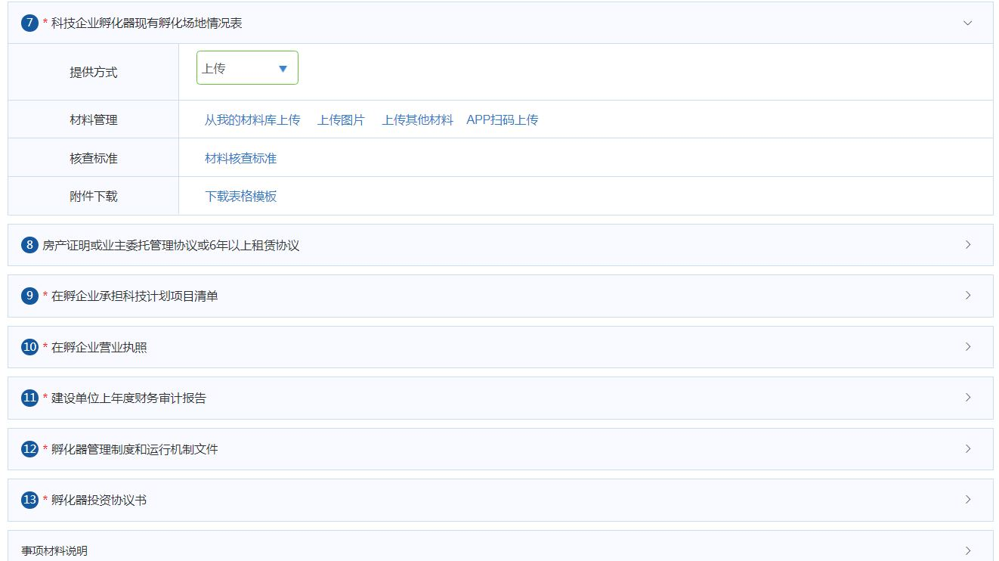 7 * 科技企业孵化器现有孵化场地情况表
提供方式 上传
材料管理 从我的材料库上传 上传图片 上传其他材料 APP扫码上传
核查标准 材料核查标准
附件下载 下载表格模板
8 房产证明或业主委托管理协议或6年以上租赁协议
9 * 在孵企业承担科技计划项目清单
10 * 在孵企业营业执照
11 * 建设单位上年度财务审计报告
12 * 孵化器管理制度和运行机制文件
13 * 孵化器投资协议书
事项材料说明